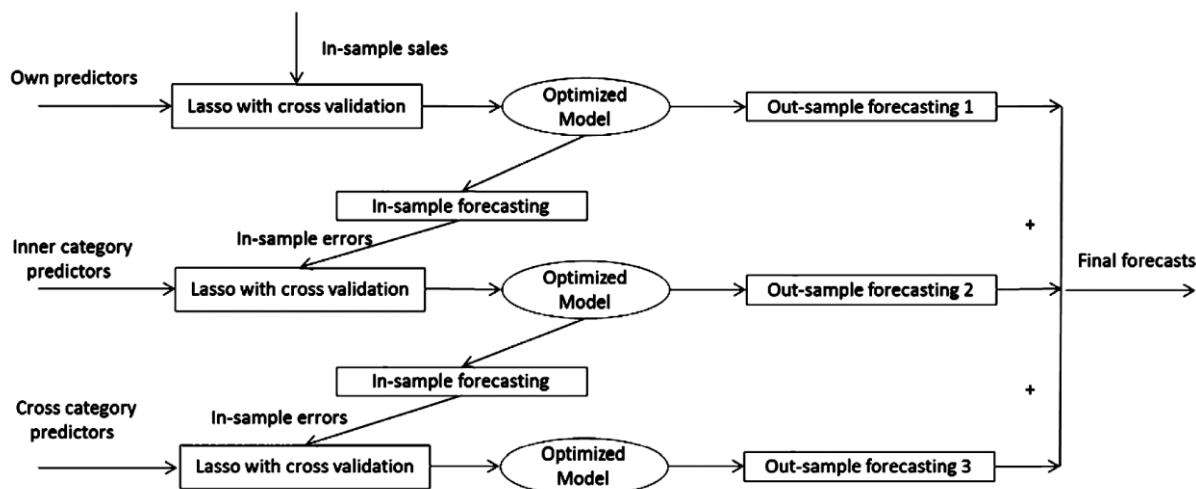 In-sample sales
Own predictors
Lasso with cross validation
Optimized
Model
Out-sample forecasting 1
In-sample forecasting
+
In-sample errors
Inner category
predictors
Lasso with cross validation
Optimized
Model
Out-sample forecasting 2
Final forecasts
In-sample forecasting
+
In-sample errors
Cross category
predictors
Lasso with cross validation
Optimized
Model
Out-sample forecasting 3